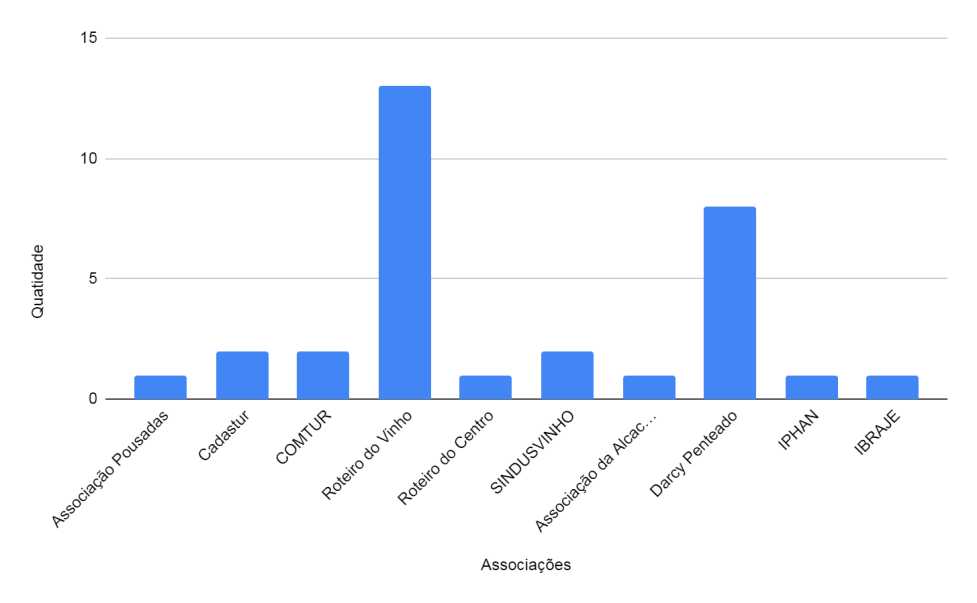 15
10
5
0
Quatidade
Associação Pousadas
Cadastur
COMTUR
Roteiro do Vinho
Roteiro do Centro
SINDUSVINHO
Associação da Alcac...
Darcy Penteado
IPHAN
IBRAJE
Associações